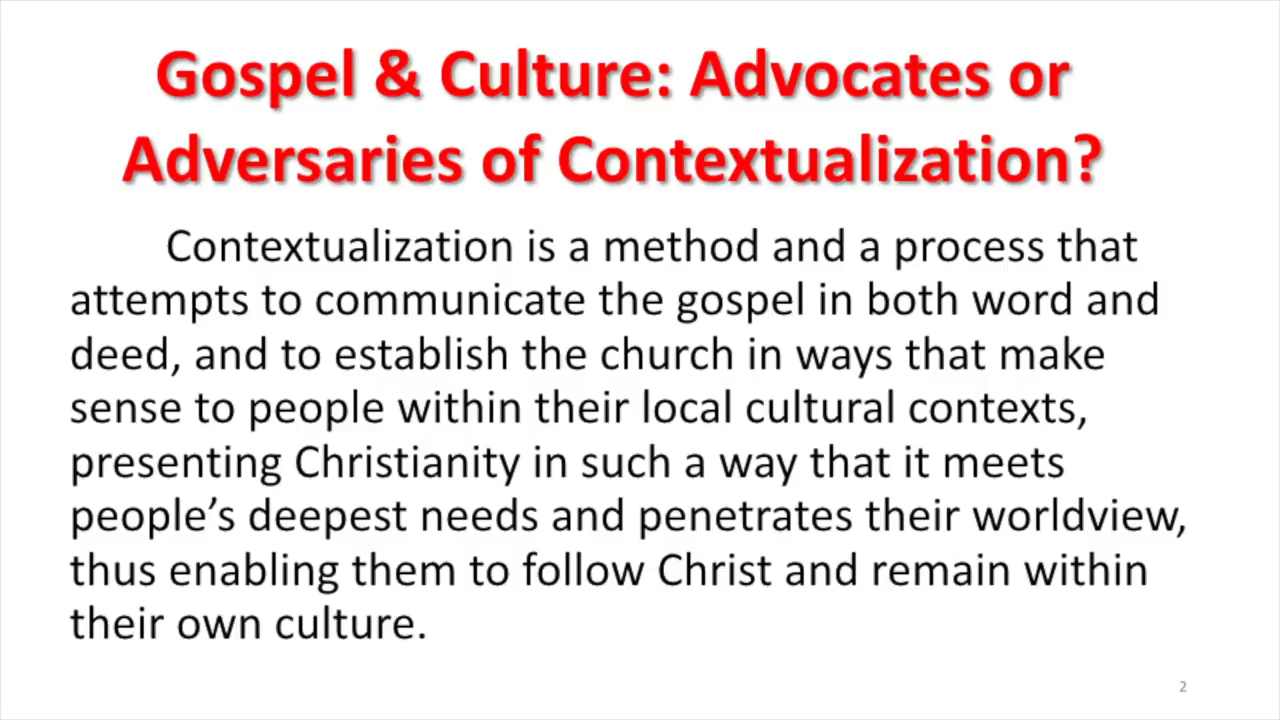 Gospel & Culture: Advocates or
Adversaries of Contextualization?
Contextualization is a method and a process that
attempts to communicate the gospel in both word and
deed, and to establish the church in ways that make
sense to people within their local cultural contexts,
presenting Christianity in such a way that it meets
people’s deepest needs and penetrates their worldview,
thus enabling them to follow Christ and remain within
their own culture.
2